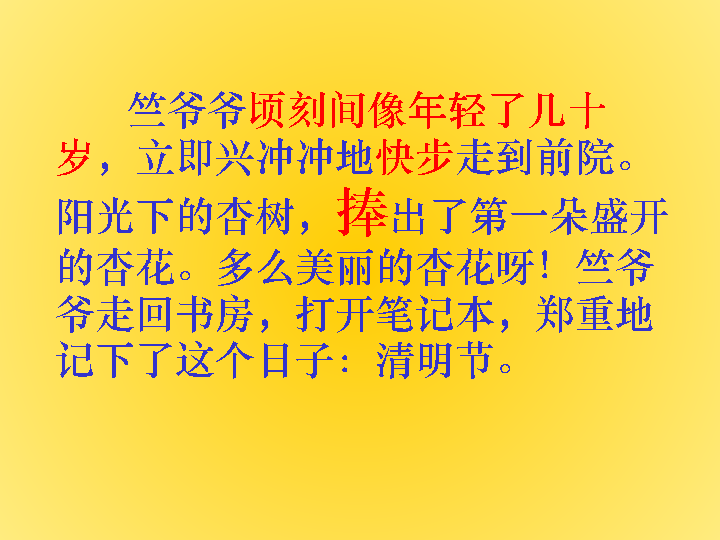 竺爷爷顷刻间像年轻了几十
岁，立即兴冲冲地快步走到前院。
阳光下的杏树，捧出了第一朵盛开
的杏花。多么美丽的杏花呀！竺爷
爷走回书房，打开笔记本，郑重地
记下了这个日子：清明节。